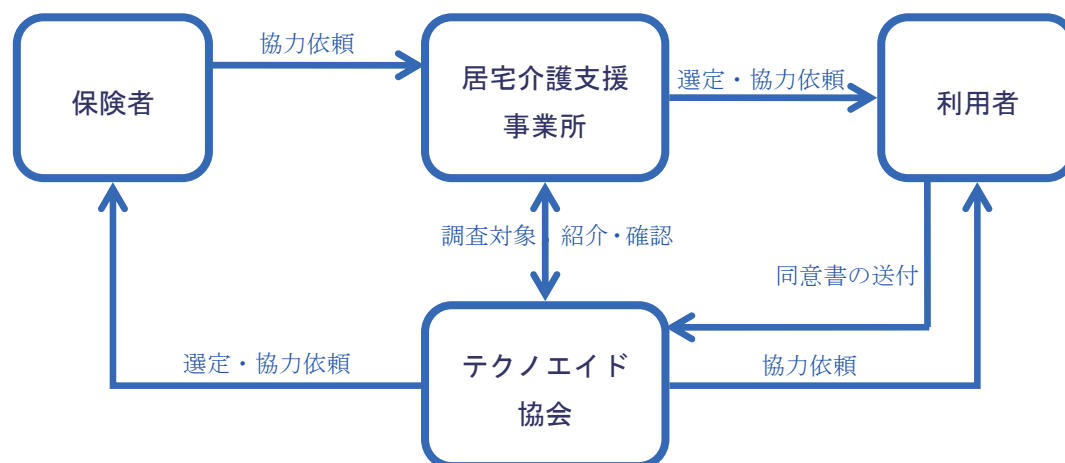 協力依頼
保険者
居宅介護支援
事業所
選定・協力依頼
利用者
調査対象 紹介・確認
同意書の送付
選定・協力依頼
テクノエイド
協会
協力依頼